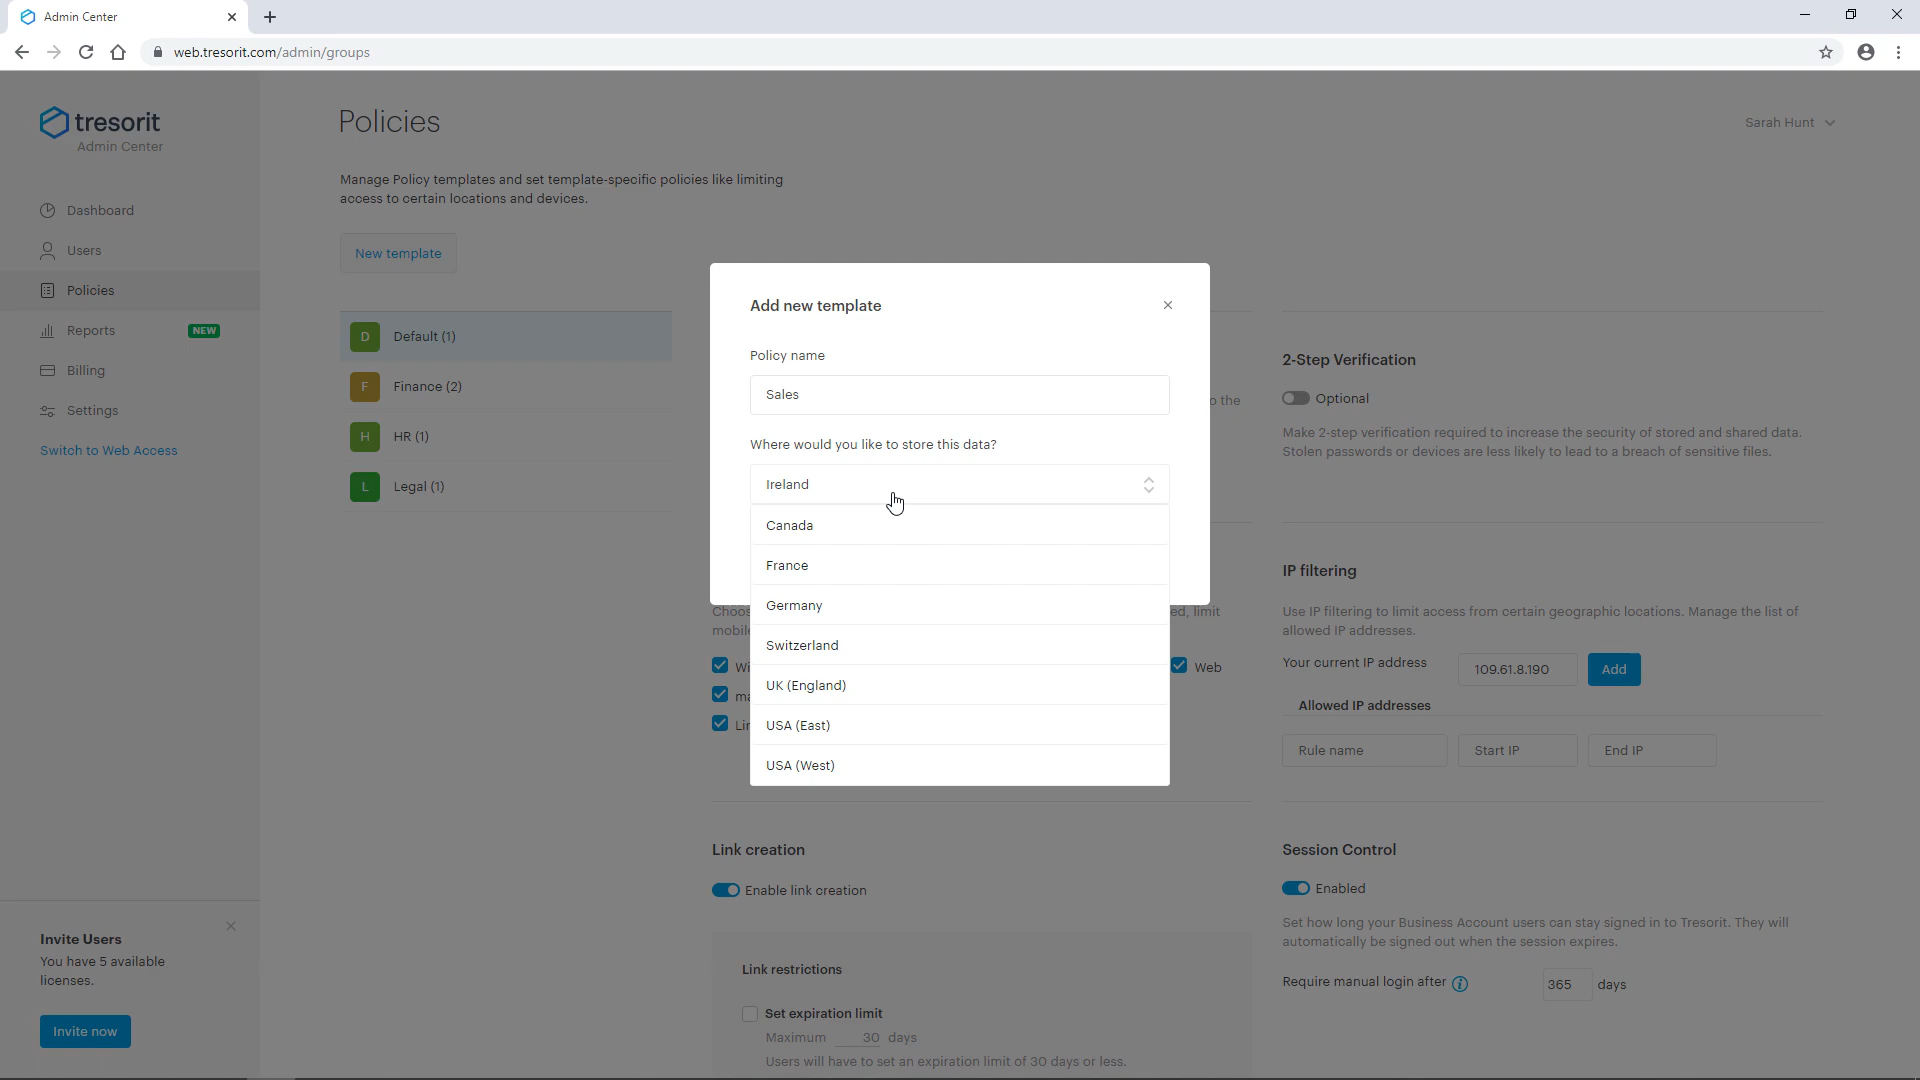 Admin Center
web.tresorit.com/admin/groups
tresorit
Admin Center
Dashboard
Users
Policies
Reports NEW
Billing
Settings
Switch to Web Access
Invite Users
You have 5 available
licenses.
Invite now
Policies
Sarah Hunt
Manage Policy templates and set template-specific policies like limiting
access to certain locations and devices.
New template
D Default (1)
F Finance (2)
H HR (1)
L Legal (1)
Add new template
Policy name
Sales
Where would you like to store this data?
Ireland
Canada
France
Germany
Switzerland
UK (England)
USA (East)
USA (West)
the
limit
Web
Link creation
Enable link creation
Link restrictions
Set expiration limit
Maximum 30 days
Users will have to set an expiration limit of 30 days or less.
2-Step Verification
Optional
Make 2-step verification required to increase the security of stored and shared data.
Stolen passwords or devices are less likely to lead to a breach of sensitive files.
IP filtering
Use IP filtering to limit access from certain geographic locations. Manage the list of
allowed IP addresses.
Your current IP address 109.61.8.190 Add
Allowed IP addresses
Rule name Start IP End IP
Session Control
Enabled
Set how long your Business Account users can stay signed in to Tresorit. They will
automatically be signed out when the session expires.
Require manual login after 365 days